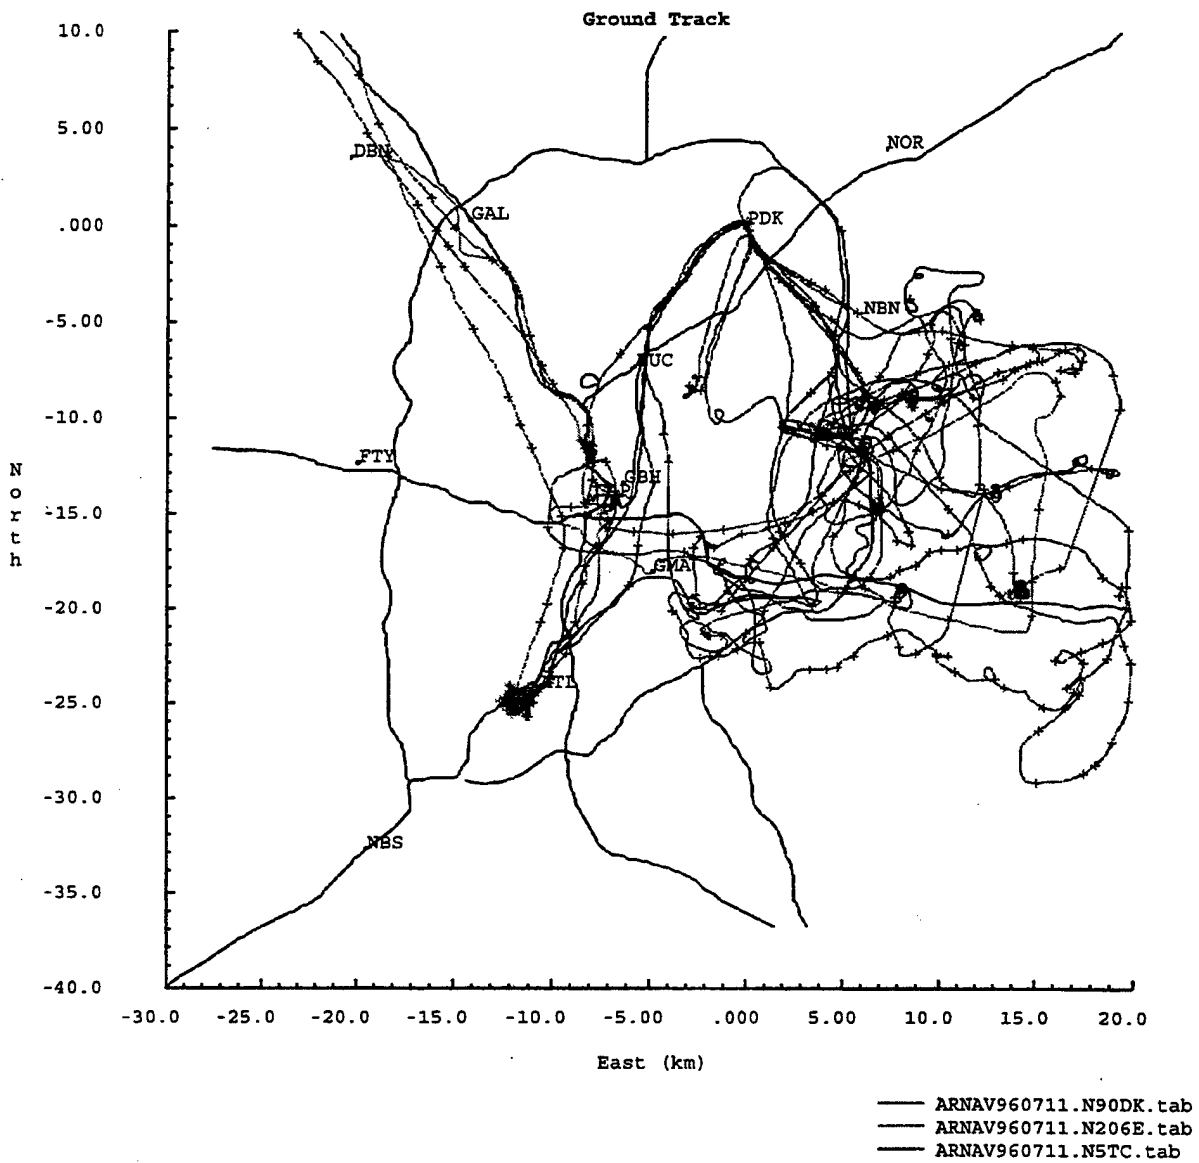 Ground Track
10.0
5.00
DBN
NOR
GAL
PDK
.000
NBN
-5.00
-10.0
FTY
GBH
-15.0
GMA
-20.0
-25.0
-30.0
NBS
-35.0
-40.0
North
-30.0 -25.0 -20.0 -15.0 -10.0 -5.00 .000 5.00 10.0 15.0 20.0
East (km)
ARNAV960711.N90DK.tab
ARNAV960711.N206E.tab
ARNAV960711.N5TC.tab